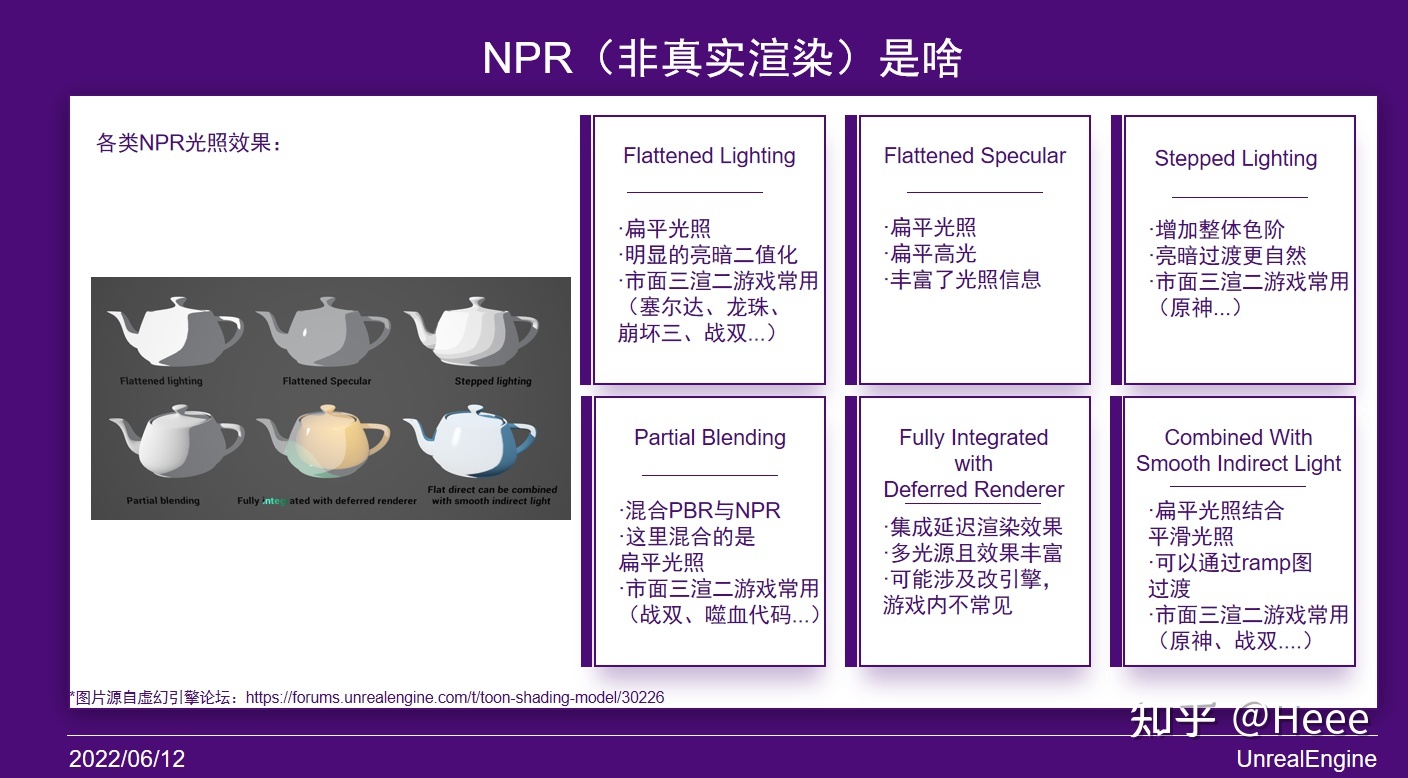 NPR（非真实渲染）是啥
各类NPR光照效果：
Flattened lighting
Flattened Specular
Stepped lighting
Partial blending
Fully integrated with deferred renderer
Flat direct can be combined
with smooth indirect light
Flattened Lighting
·扁平光照
·明显的亮暗二值化
·市面三渲二游戏常用
（塞尔达、龙珠、
崩坏三、战双...）
Flattened Specular
·扁平光照
·扁平高光
·丰富了光照信息
Stepped Lighting
·增加整体色阶
·亮暗过渡更自然
·市面三渲二游戏常用
（原神...）
Partial Blending
·混合PBR与NPR
·这里混合的是
扁平光照
·市面三渲二游戏常用
（战双、噬血代码...）
Fully Integrated
with
Deferred Renderer
·集成延迟渲染效果
·多光源且效果丰富
·可能涉及改引擎，
游戏内不常见
Combined With
Smooth Indirect Light
·扁平光照结合
平滑光照
·可以通过ramp图
过渡
·市面三渲二游戏常用
（原神、战双....）
*图片源自虚幻引擎论坛：https://forums.unrealengine.com/t/toon-shading-model/30226
知乎 @Heee
2022/06/12
UnrealEngine